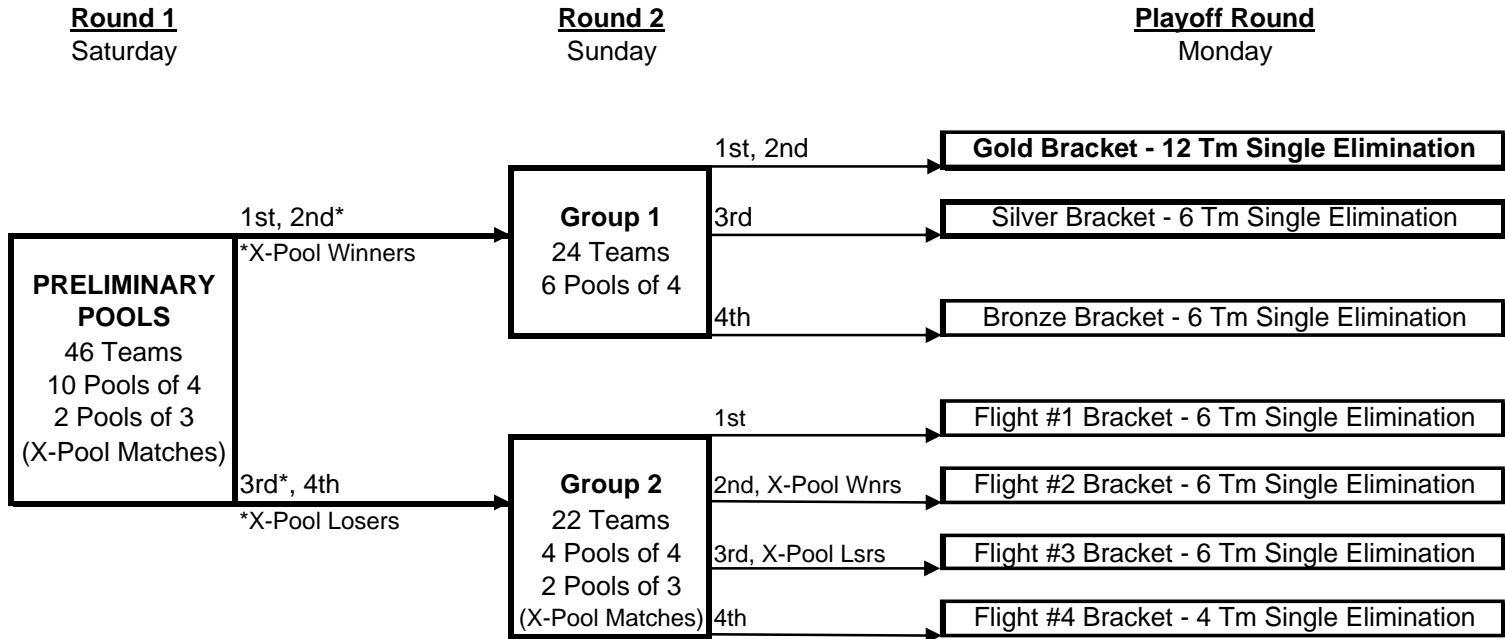 Round 1
Saturday
Round 2
Sunday
Playoff Round
Monday
PRELIMINARY
POOLS
46 Teams
10 Pools of 4
2 Pools of 3
(X-Pool Matches)
1st, 2nd*
*X-Pool Winners
3rd*, 4th
*X-Pool Losers
Group 1
24 Teams
6 Pools of 4
1st, 2nd
Gold Bracket - 12 Tm Single Elimination
3rd
Silver Bracket - 6 Tm Single Elimination
4th
Bronze Bracket - 6 Tm Single Elimination
Group 2
22 Teams
4 Pools of 4
2 Pools of 3
(X-Pool Matches)
1st
Flight #1 Bracket - 6 Tm Single Elimination
2nd, X-Pool Wnrs
Flight #2 Bracket - 6 Tm Single Elimination
3rd, X-Pool Lsrs
Flight #3 Bracket - 6 Tm Single Elimination
4th
Flight #4 Bracket - 4 Tm Single Elimination